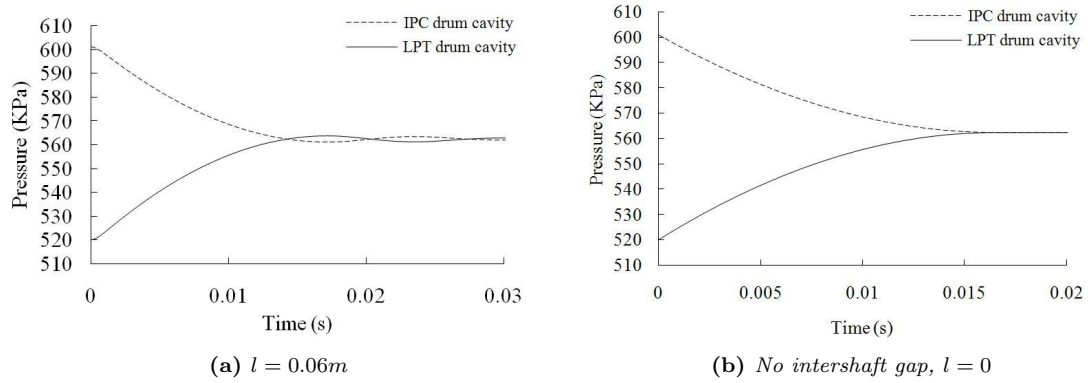 610
600
590
580
570
560
550
540
530
520
510
Pressure (KPa)
IPC drum cavity
LPT drum cavity
0 0.01 0.02 0.03
Time (s)
(a) l = 0.06m
610
600
590
580
570
560
550
540
530
520
510
Pressure (KPa)
IPC drum cavity
LPT drum cavity
0 0.005 0.01 0.015 0.02
Time (s)
(b) No intershaft gap, l = 0